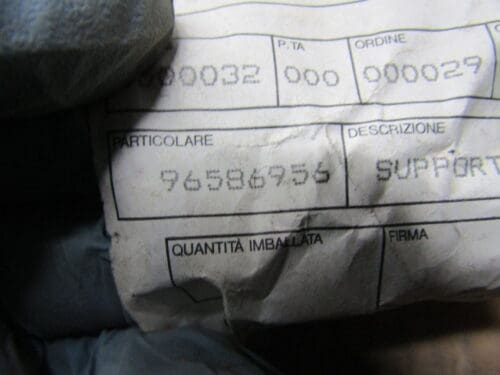 P.TA ORDINE
000032 000 000029
PARTICOLARE DESCRIZIONE
96586956 SUPPORT
QUANTITÀ IMBALLATA FIRMA